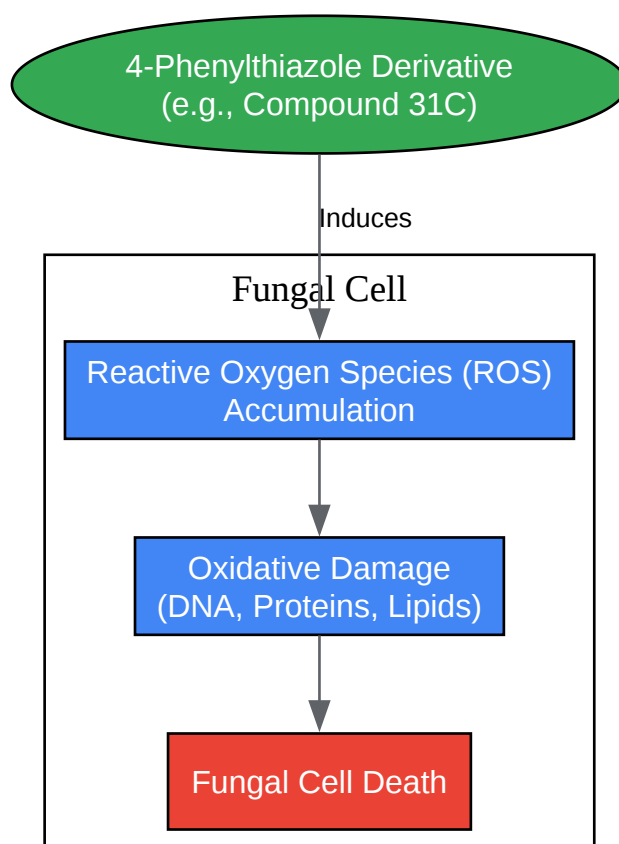 4-Phenylthiazole Derivative
(e.g., Compound 31C)
Induces
Fungal Cell
Reactive Oxygen Species (ROS)
Accumulation
Oxidative Damage
(DNA, Proteins, Lipids)
Fungal Cell Death